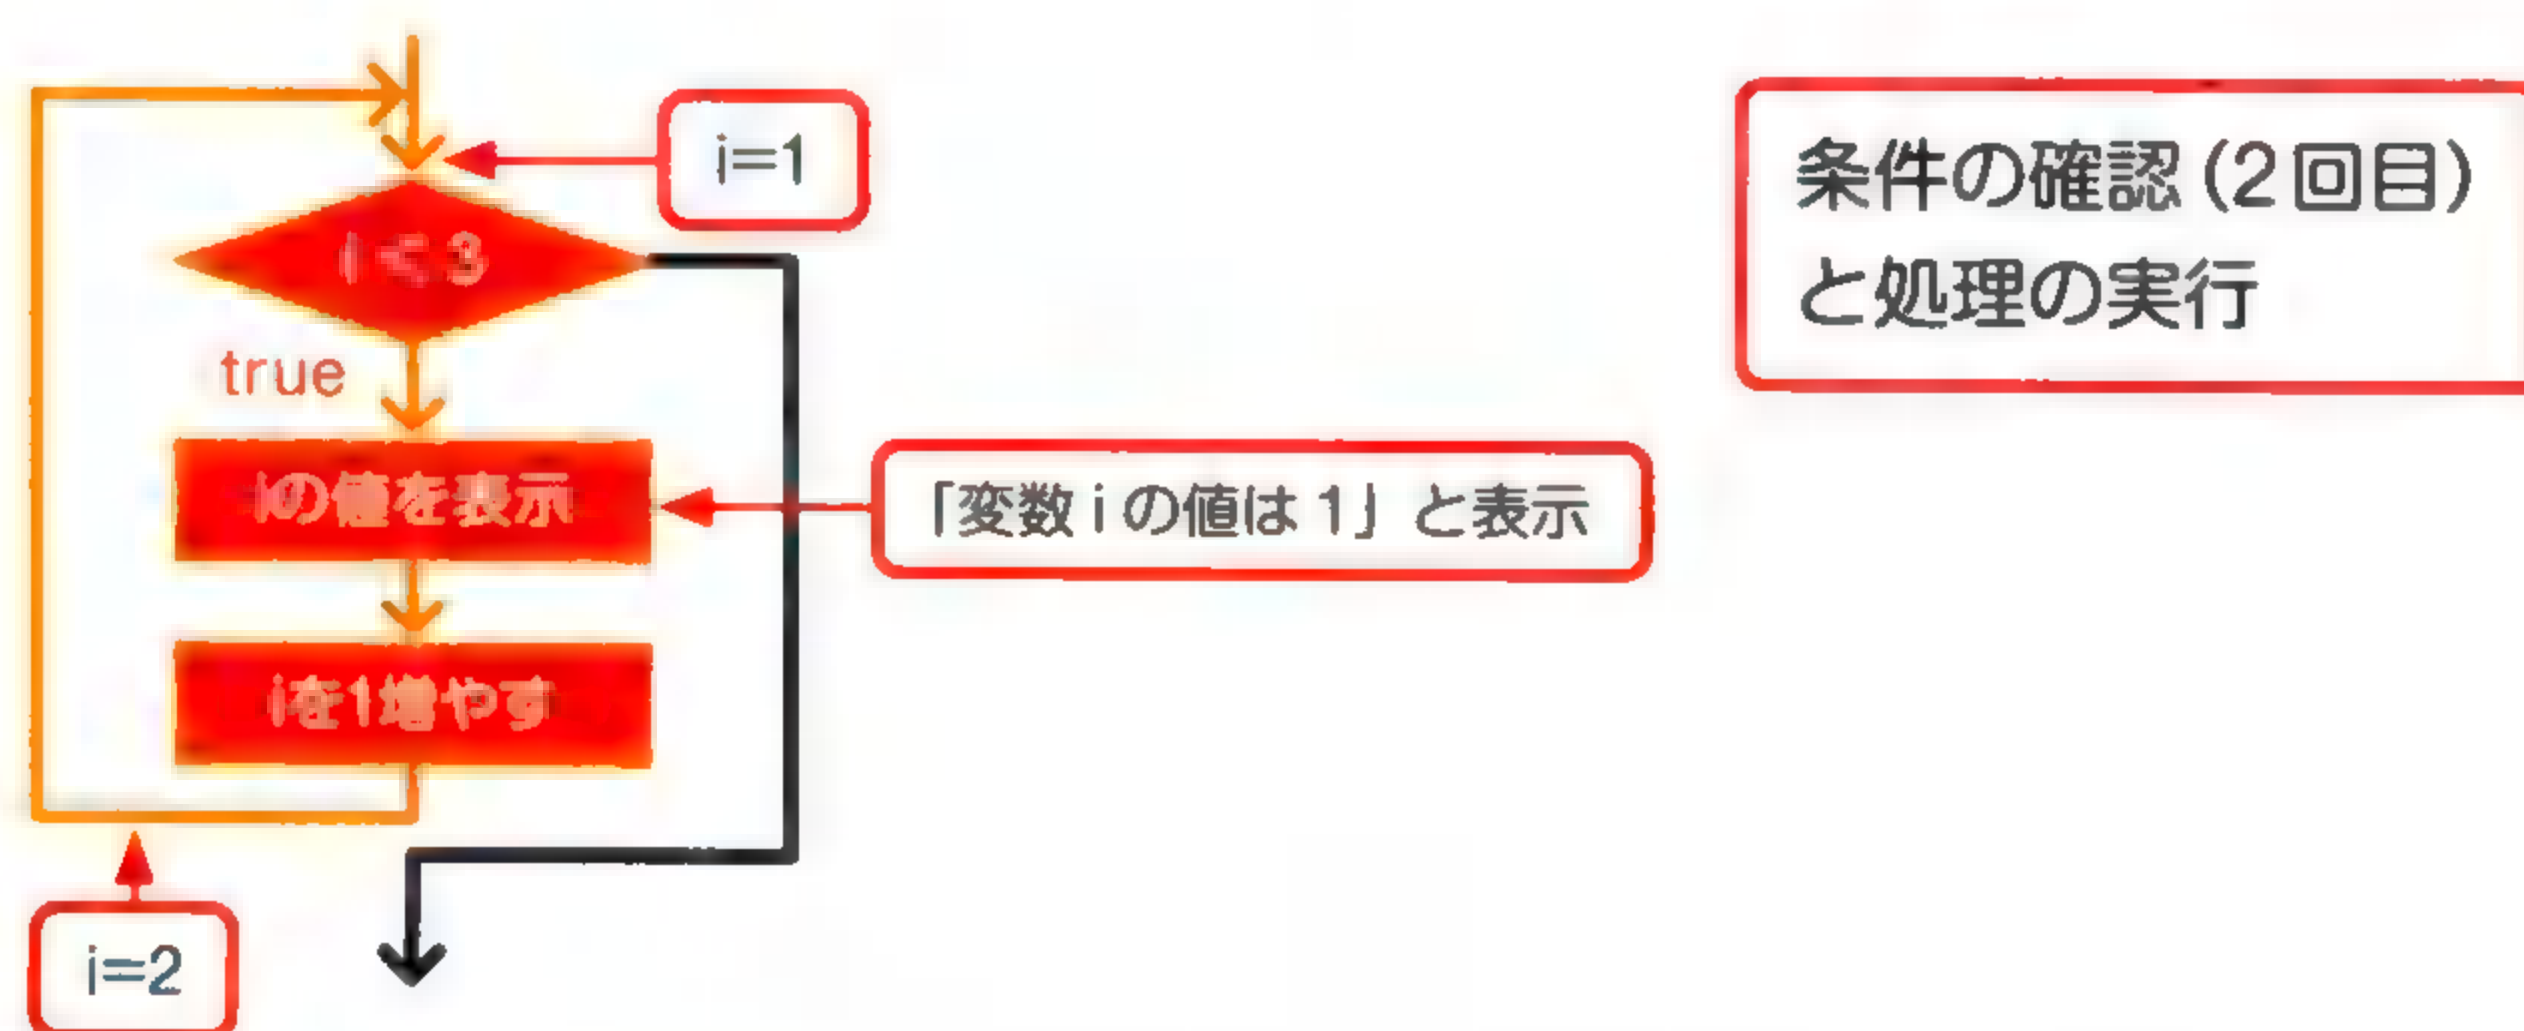 i=1
条件の確認(2回目)
と処理の実行
i<3
true
iの値を表示
「変数iの値は1」と表示
iを1増やす
i=2